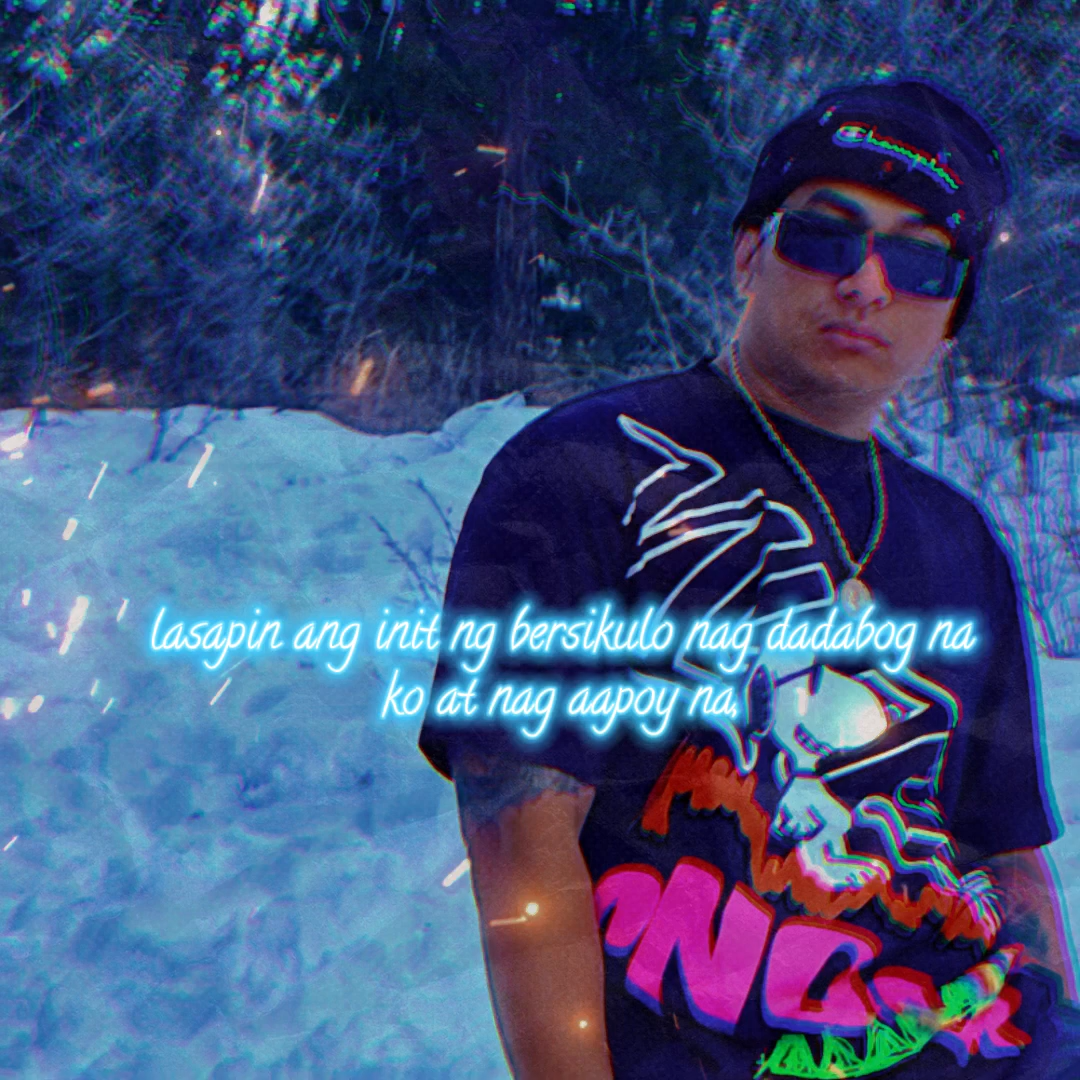 Champion
lasapin ang init ng bersikulo nag dadabog na
ko at nag aapoy na,